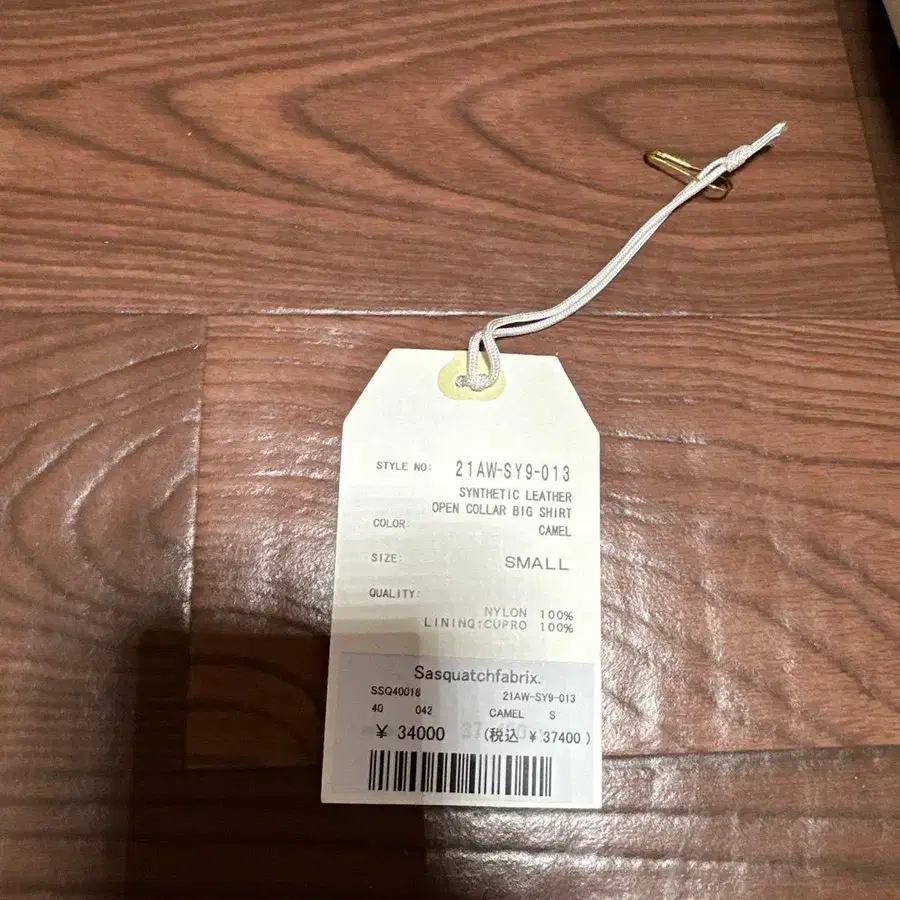 STYLE NO: 21AW-SY9-013
SYNTHETIC LEATHER
OPEN COLLAR BIG SHIRT
COLOR: CAMEL
SIZE: SMALL
QUALITY:
NYLON 100%
LINING:CUPRO 100%
Sasquatchfabrix.
SSQ40018 21AW-SY9-013
40 042 CAMEL S
¥ 34000 (税込 ¥ 37400 )